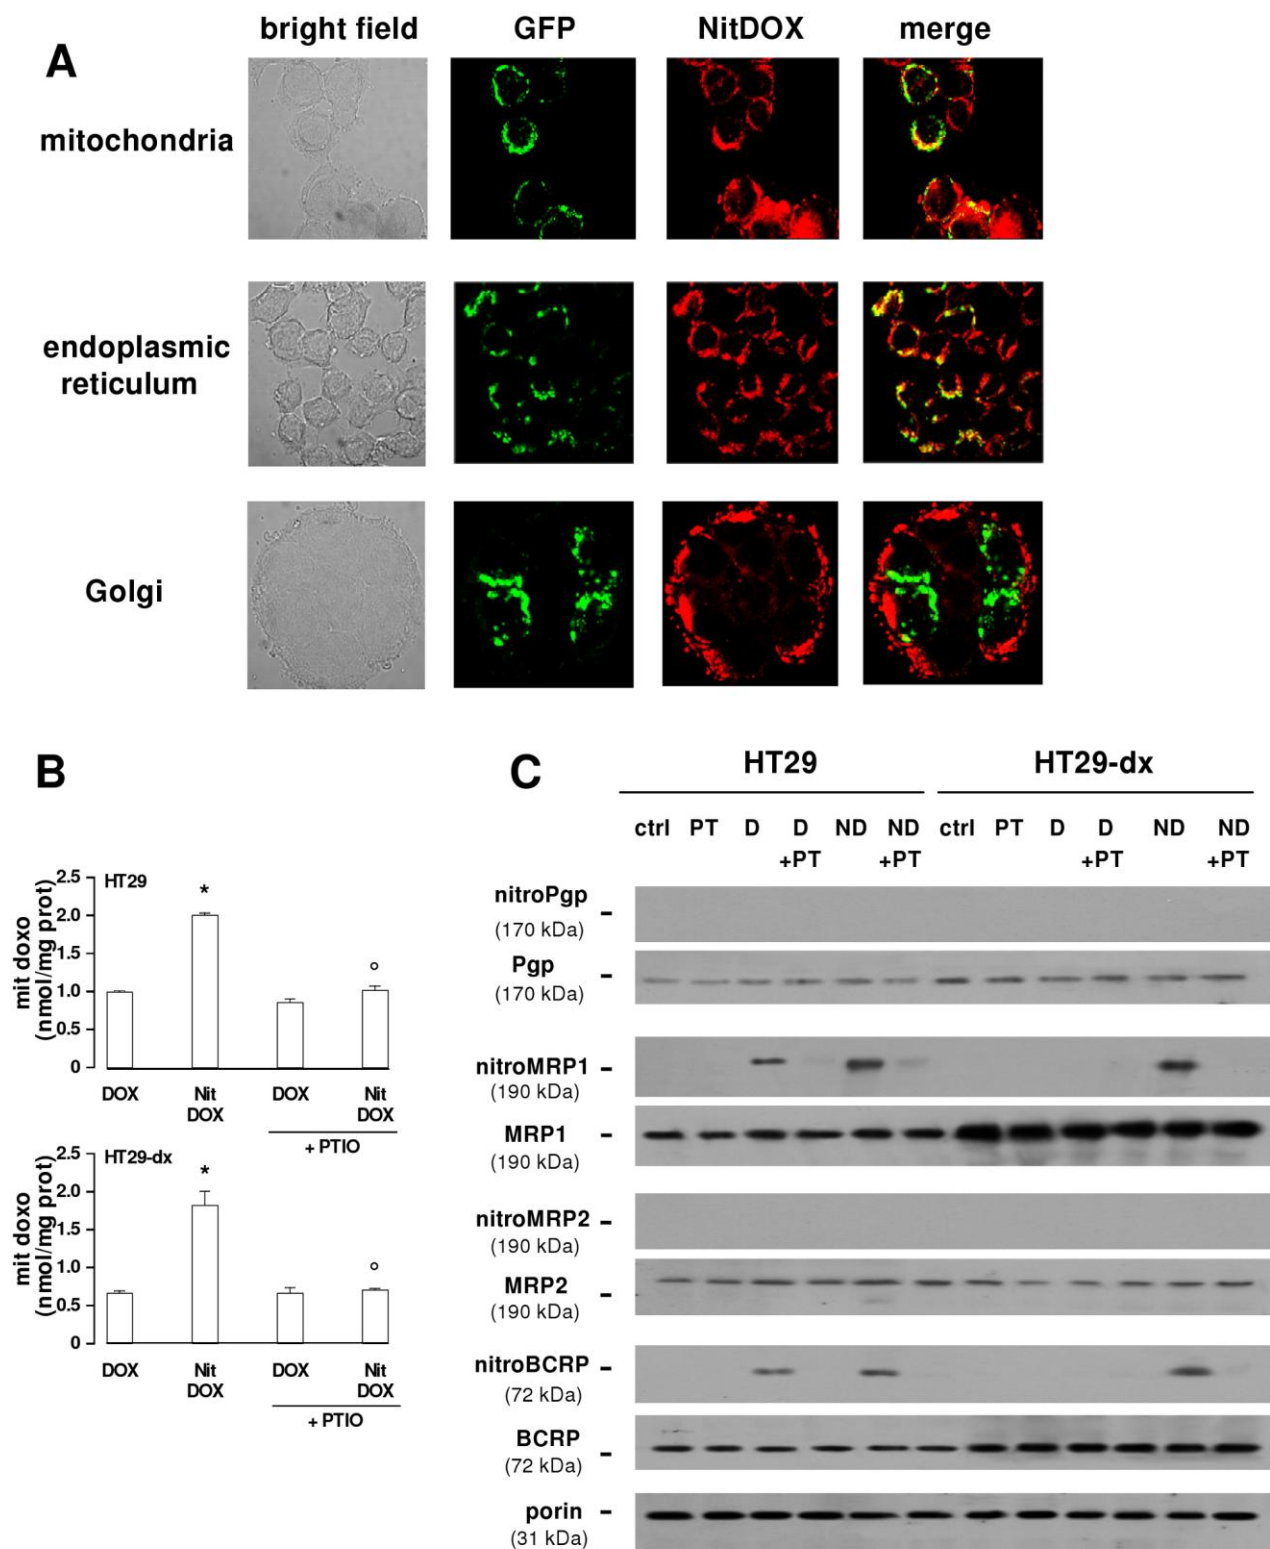 A
bright field
GFP
NitDOX
merge
mitochondria
endoplasmic
reticulum
Golgi
B
2.5
HT29
2.0
1.5
1.0
0.5
0
mit doxo
(nmol/mg prot)
*
°
DOX
Nit
DOX
DOX
Nit
DOX
+ PTIO
2.5
HT29-dx
2.0
1.5
1.0
0.5
0
mit doxo
(nmol/mg prot)
*
°
DOX
Nit
DOX
DOX
Nit
DOX
+ PTIO
C
HT29
HT29-dx
ctrl PT D D ND ND ctrl PT D D ND ND
+PT +PT +PT +PT
nitroPgp -
(170 kDa)
Pgp -
(170 kDa)
nitroMRP1 -
(190 kDa)
MRP1 -
(190 kDa)
nitroMRP2 -
(190 kDa)
MRP2 -
(190 kDa)
nitroBCRP -
(72 kDa)
BCRP -
(72 kDa)
porin -
(31 kDa)